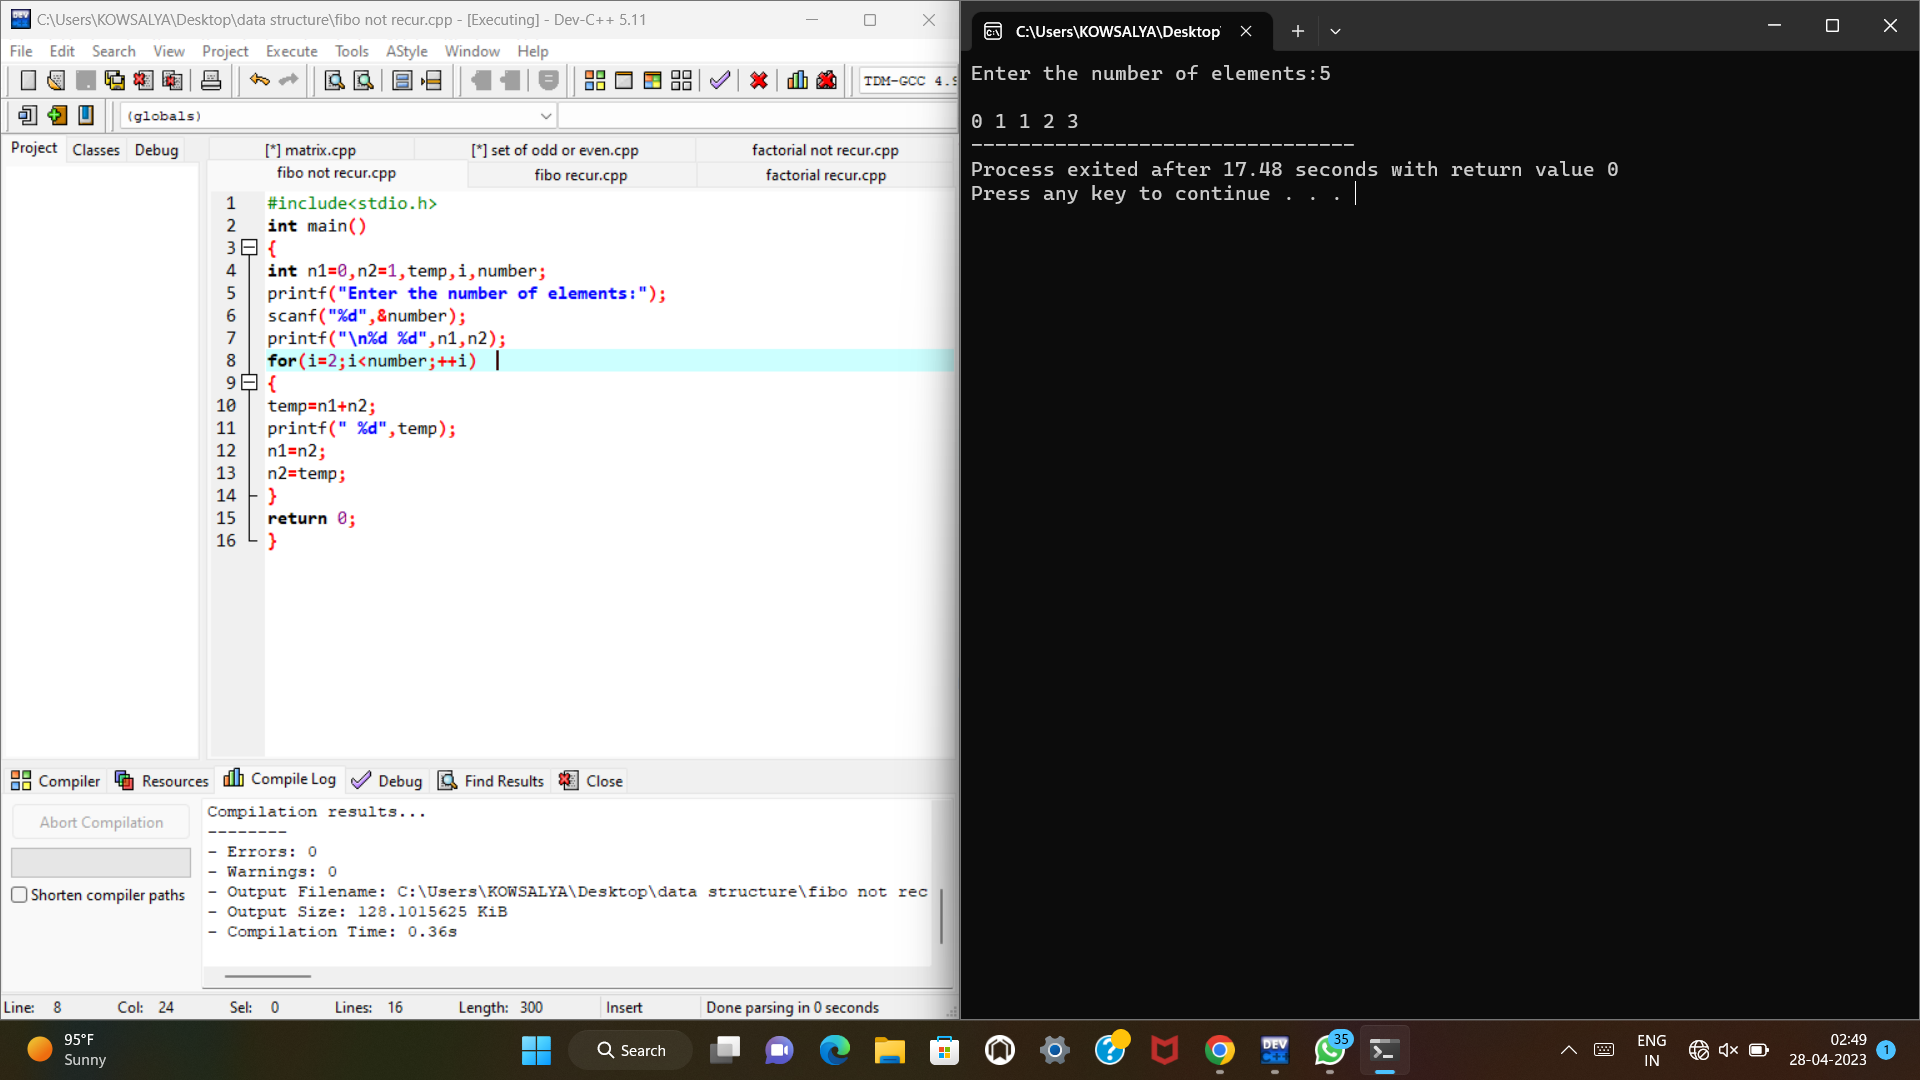 C:\Users\KOWSALYA\Desktop\data structure\fibo not recur.cpp - [Executing] - Dev-C++ 5.11
File Edit Search View Project Execute Tools AStyle Window Help
TDM-GCC 4.9
(globals)
Project Classes Debug
[*] matrix.cpp [*] set of odd or even.cpp factorial not recur.cpp
fibo not recur.cpp fibo recur.cpp factorial recur.cpp
1 #include<stdio.h>
2 int main()
3 {
4 int n1=0,n2=1,temp,i,number;
5 printf("Enter the number of elements:");
6 scanf("%d",&number);
7 printf("\n%d %d",n1,n2);
8 for(i=2;i<number;++i)
9 {
10 temp=n1+n2;
11 printf(" %d",temp);
12 n1=n2;
13 n2=temp;
14 }
15 return 0;
16 }
Compiler Resources Compile Log Debug Find Results Close
Abort Compilation
Shorten compiler paths
Compilation results...
--------
- Errors: 0
- Warnings: 0
- Output Filename: C:\Users\KOWSALYA\Desktop\data structure\fibo not rec
- Output Size: 128.1015625 KiB
- Compilation Time: 0.36s
Line: 8 Col: 24 Sel: 0 Lines: 16 Length: 300 Insert Done parsing in 0 seconds
C:\Users\KOWSALYA\Desktop\
Enter the number of elements:5
0 1 1 2 3
--------------------------------
Process exited after 17.48 seconds with return value 0
Press any key to continue . . .
95°F
Sunny
Search
DEV
C++
35
ENG
IN
02:49
28-04-2023
1